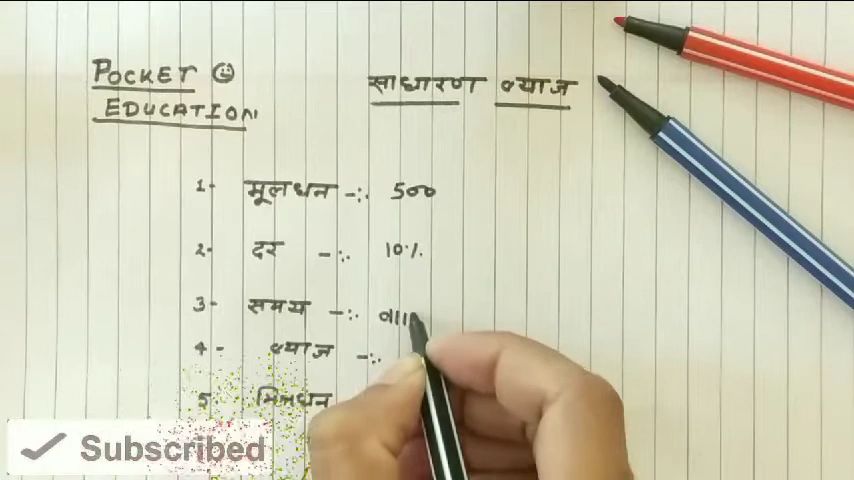 POCKET
EDUCATION
साधारण ब्याज
1- मूलधन -:- 500
2- दर -:- 10%
3- समय -:-
4- ब्याज -:-
5 मिश्रधन
Subscribed